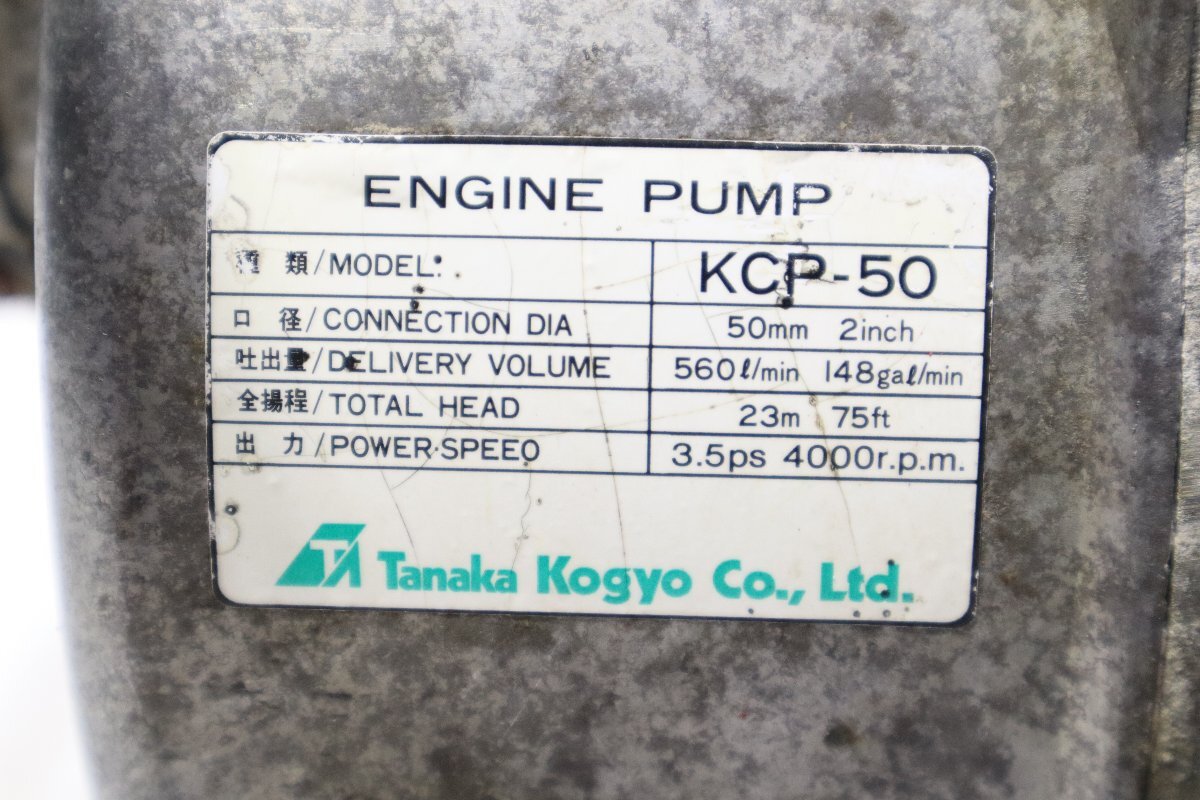 ENGINE PUMP
種 類/MODEL: KCP-50
口 径/CONNECTION DIA 50mm 2inch
吐出量/DELIVERY VOLUME 560ℓ/min 148gaℓ/min
全揚程/TOTAL HEAD 23m 75ft
出 力/POWER·SPEED 3.5ps 4000r.p.m.
TA Tanaka Kogyo Co., Ltd.